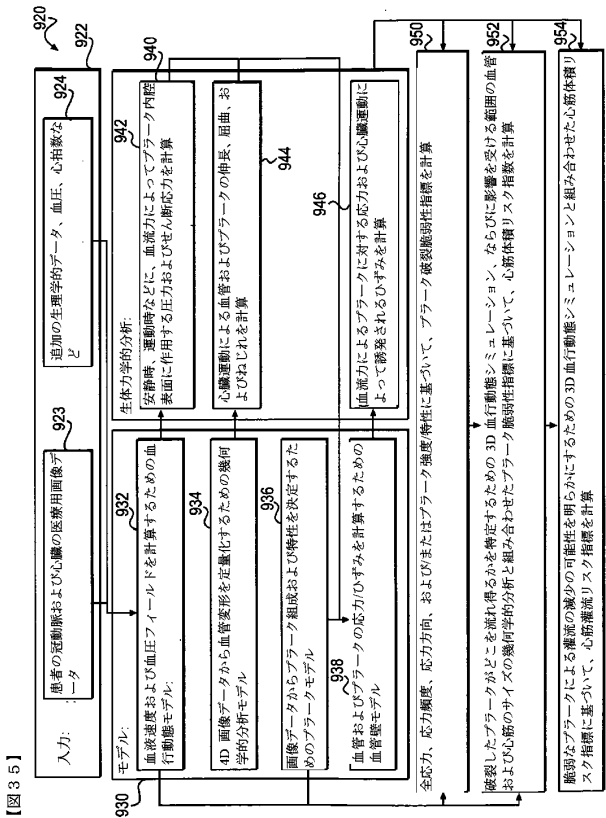 【図35】
920
922
入力:
923
患者の冠動脈および心臓の医療用画像デ
ータ
924
追加の生理学的データ、血圧、心拍数な
ど
930
モデル:
932
血液速度および血圧フィールドを計算するための血
行動態モデル
934
4D 画像データから血管変形を定量化するための幾何
学的分析モデル
936
画像データからプラーク組成および特性を決定するた
めのプラークモデル
938
血管およびプラークの応力/ひずみを計算するための
血管壁モデル
940
生体力学的分析:
942
安静時、運動時などに、血流力によってプラーク内腔
表面に作用する圧力およびせん断応力を計算
944
心臓運動による血管およびプラークの伸長、屈曲、お
よびねじれを計算
946
血流力によるプラークに対する応力および心臓運動に
よって誘発されるひずみを計算
950
全応力、応力頻度、応力方向、および/またはプラーク強度/特性に基づいて、プラーク破裂脆弱性指標を計算
952
破裂したプラークがどこを流れ得るかを特定するための 3D 血行動態シミュレーション、ならびに影響を受ける範囲の血管
および心筋のサイズの幾何学的分析と組み合わせたプラーク脆弱性指標に基づいて、心筋体積リスク指数を計算
954
脆弱なプラークによる灌流の減少の可能性を明らかにするための 3D 血行動態シミュレーションと組み合わせた心筋体積リ
スク指標に基づいて、心筋灌流リスク指標を計算